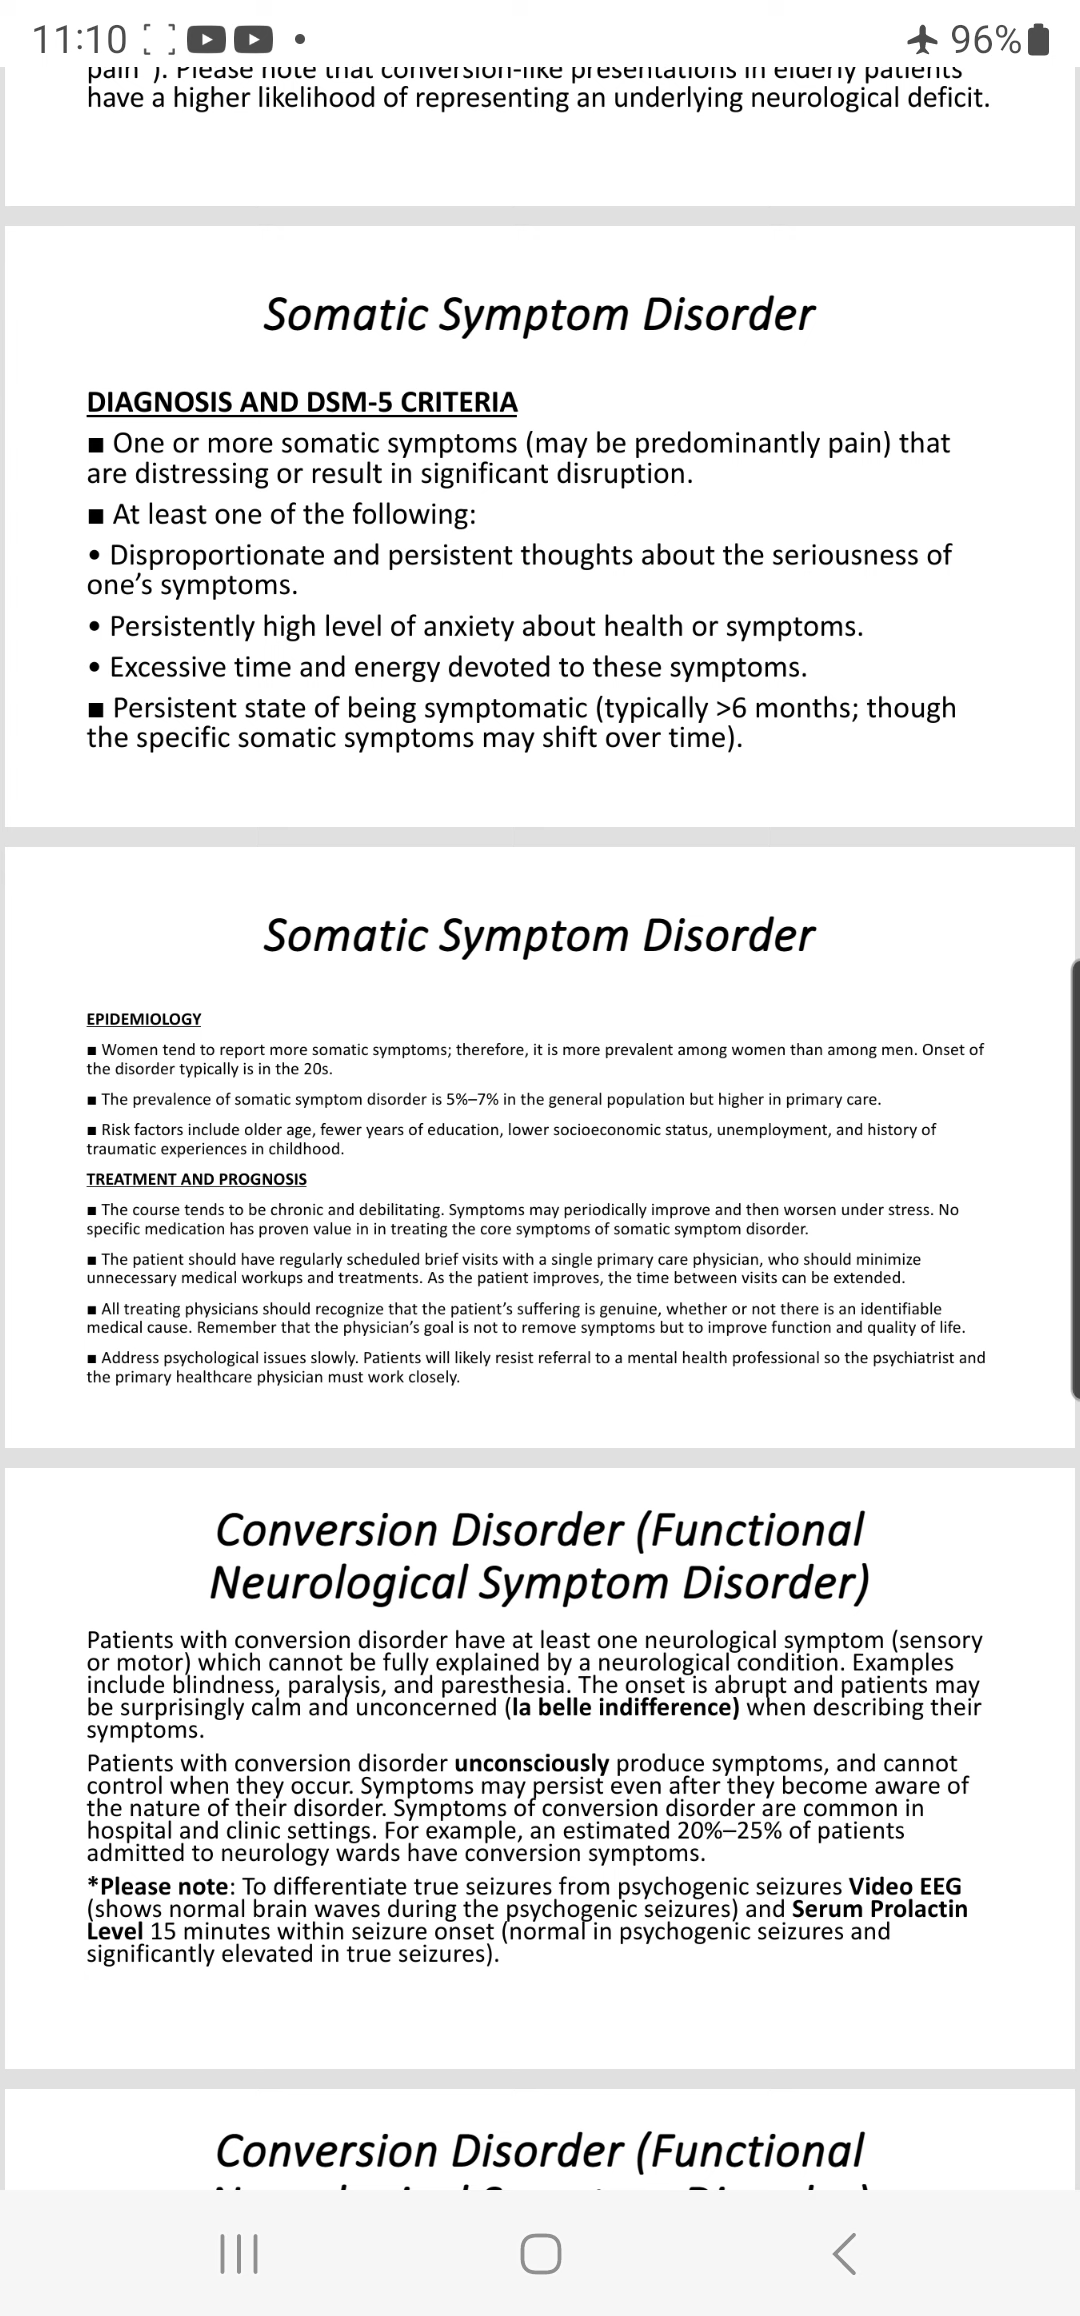 11:10
96%
pain"). Please note that conversion-like presentations in elderly patients
have a higher likelihood of representing an underlying neurological deficit.
Somatic Symptom Disorder
DIAGNOSIS AND DSM-5 CRITERIA
■ One or more somatic symptoms (may be predominantly pain) that
are distressing or result in significant disruption.
■ At least one of the following:
• Disproportionate and persistent thoughts about the seriousness of
one’s symptoms.
• Persistently high level of anxiety about health or symptoms.
• Excessive time and energy devoted to these symptoms.
■ Persistent state of being symptomatic (typically >6 months; though
the specific somatic symptoms may shift over time).
Somatic Symptom Disorder
EPIDEMIOLOGY
■ Women tend to report more somatic symptoms; therefore, it is more prevalent among women than among men. Onset of
the disorder typically is in the 20s.
■ The prevalence of somatic symptom disorder is 5%–7% in the general population but higher in primary care.
■ Risk factors include older age, fewer years of education, lower socioeconomic status, unemployment, and history of
traumatic experiences in childhood.
TREATMENT AND PROGNOSIS
■ The course tends to be chronic and debilitating. Symptoms may periodically improve and then worsen under stress. No
specific medication has proven value in in treating the core symptoms of somatic symptom disorder.
■ The patient should have regularly scheduled brief visits with a single primary care physician, who should minimize
unnecessary medical workups and treatments. As the patient improves, the time between visits can be extended.
■ All treating physicians should recognize that the patient’s suffering is genuine, whether or not there is an identifiable
medical cause. Remember that the physician’s goal is not to remove symptoms but to improve function and quality of life.
■ Address psychological issues slowly. Patients will likely resist referral to a mental health professional so the psychiatrist and
the primary healthcare physician must work closely.
Conversion Disorder (Functional
Neurological Symptom Disorder)
Patients with conversion disorder have at least one neurological symptom (sensory
or motor) which cannot be fully explained by a neurological condition. Examples
include blindness, paralysis, and paresthesia. The onset is abrupt and patients may
be surprisingly calm and unconcerned (la belle indifference) when describing their
symptoms.
Patients with conversion disorder unconsciously produce symptoms, and cannot
control when they occur. Symptoms may persist even after they become aware of
the nature of their disorder. Symptoms of conversion disorder are common in
hospital and clinic settings. For example, an estimated 20%–25% of patients
admitted to neurology wards have conversion symptoms.
*Please note: To differentiate true seizures from psychogenic seizures Video EEG
(shows normal brain waves during the psychogenic seizures) and Serum Prolactin
Level 15 minutes within seizure onset (normal in psychogenic seizures and
significantly elevated in true seizures).
Conversion Disorder (Functional